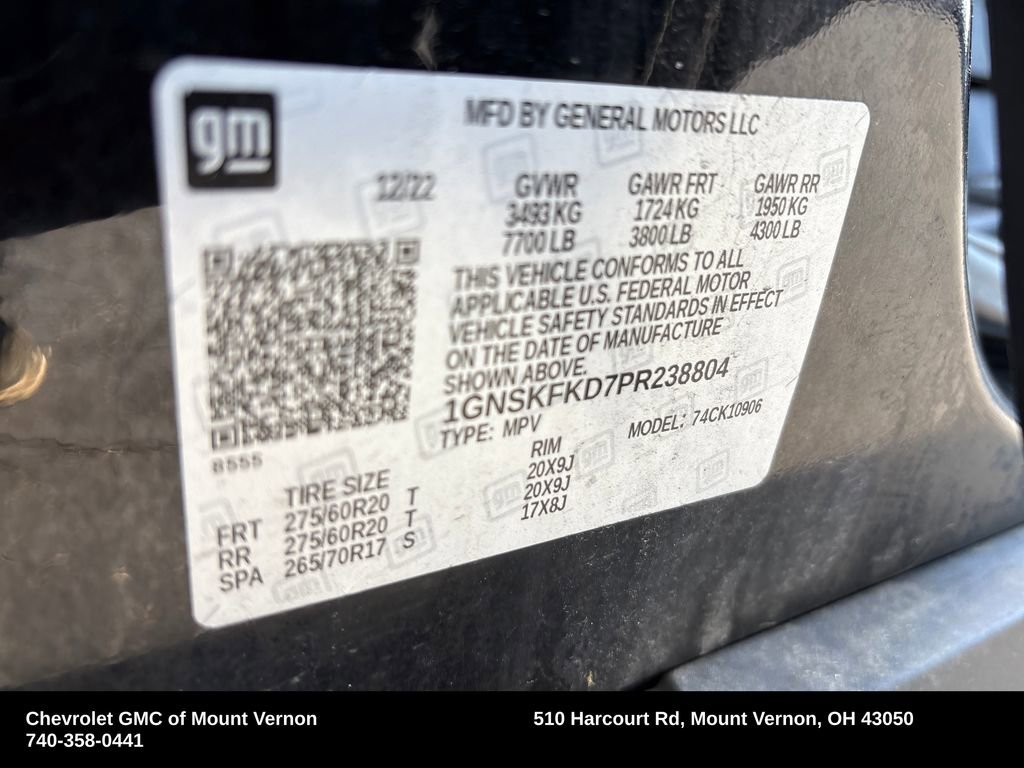 gm
MFD BY GENERAL MOTORS LLC
12/22 GVWR GAWR FRT GAWR RR
3493 KG 1724 KG 1950 KG
7700 LB 3800 LB 4300 LB
THIS VEHICLE CONFORMS TO ALL
APPLICABLE U.S. FEDERAL MOTOR
VEHICLE SAFETY STANDARDS IN EFFECT
ON THE DATE OF MANUFACTURE
SHOWN ABOVE.
1GNSKFKD7PR238804
TYPE: MPV MODEL: 74CK10906
8555
TIRE SIZE RIM
FRT 275/60R20 T 20X9J
RR 275/60R20 T 20X9J
SPA 265/70R17 S 17X8J
Chevrolet GMC of Mount Vernon 510 Harcourt Rd, Mount Vernon, OH 43050
740-358-0441